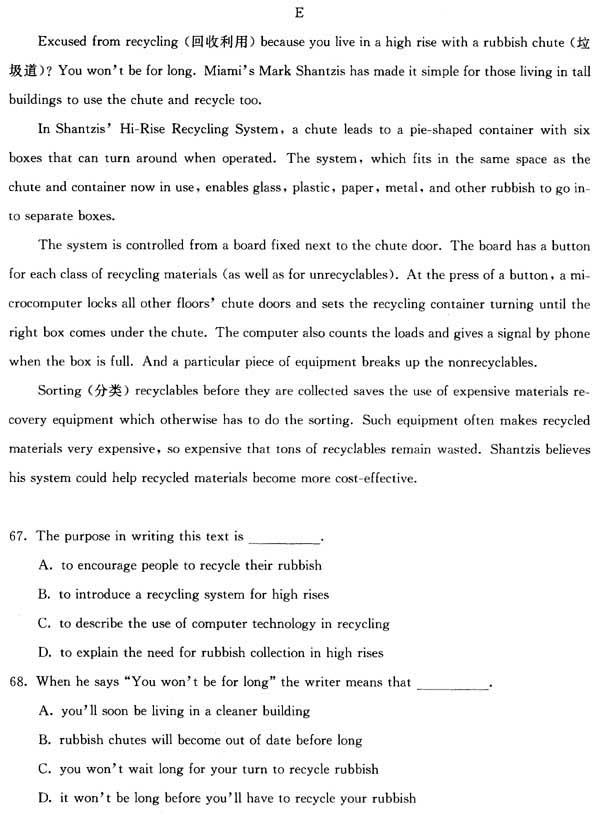 E
Excused from recycling (回收利用) because you live in a high rise with a rubbish chute (垃
圾道)? You won't be for long. Miami's Mark Shantzis has made it simple for those living in tall
buildings to use the chute and recycle too.
In Shantzis' Hi-Rise Recycling System, a chute leads to a pie-shaped container with six
boxes that can turn around when operated. The system, which fits in the same space as the
chute and container now in use, enables glass, plastic, paper, metal, and other rubbish to go in-
to separate boxes.
The system is controlled from a board fixed next to the chute door. The board has a button
for each class of recycling materials (as well as for unrecyclables). At the press of a button, a mi-
crocomputer locks all other floors' chute doors and sets the recycling container turning until the
right box comes under the chute. The computer also counts the loads and gives a signal by phone
when the box is full. And a particular piece of equipment breaks up the nonrecyclables.
Sorting (分类) recyclables before they are collected saves the use of expensive materials re-
covery equipment which otherwise has to do the sorting. Such equipment often makes recycled
materials very expensive, so expensive that tons of recyclables remain wasted. Shantzis believes
his system could help recycled materials become more cost-effective.
67. The purpose in writing this text is __________.
A. to encourage people to recycle their rubbish
B. to introduce a recycling system for high rises
C. to describe the use of computer technology in recycling
D. to explain the need for rubbish collection in high rises
68. When he says "You won't be for long" the writer means that __________.
A. you'll soon be living in a cleaner building
B. rubbish chutes will become out of date before long
C. you won't wait long for your turn to recycle rubbish
D. it won't be long before you'll have to recycle your rubbish